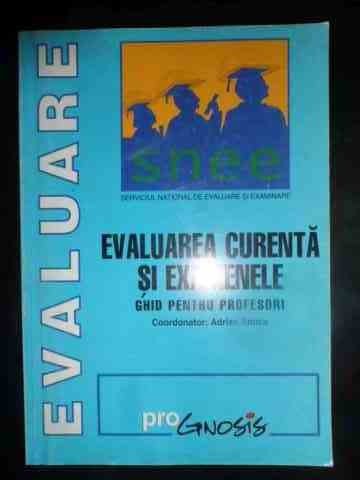 EVALUARE
snee
SERVICIUL NAȚIONAL DE EVALUARE ȘI EXAMINARE
EVALUAREA CURENTĂ
ȘI EXAMENELE
GHID PENTRU PROFESORI
Coordonator: Adrian Stoica
pro GNOSIS